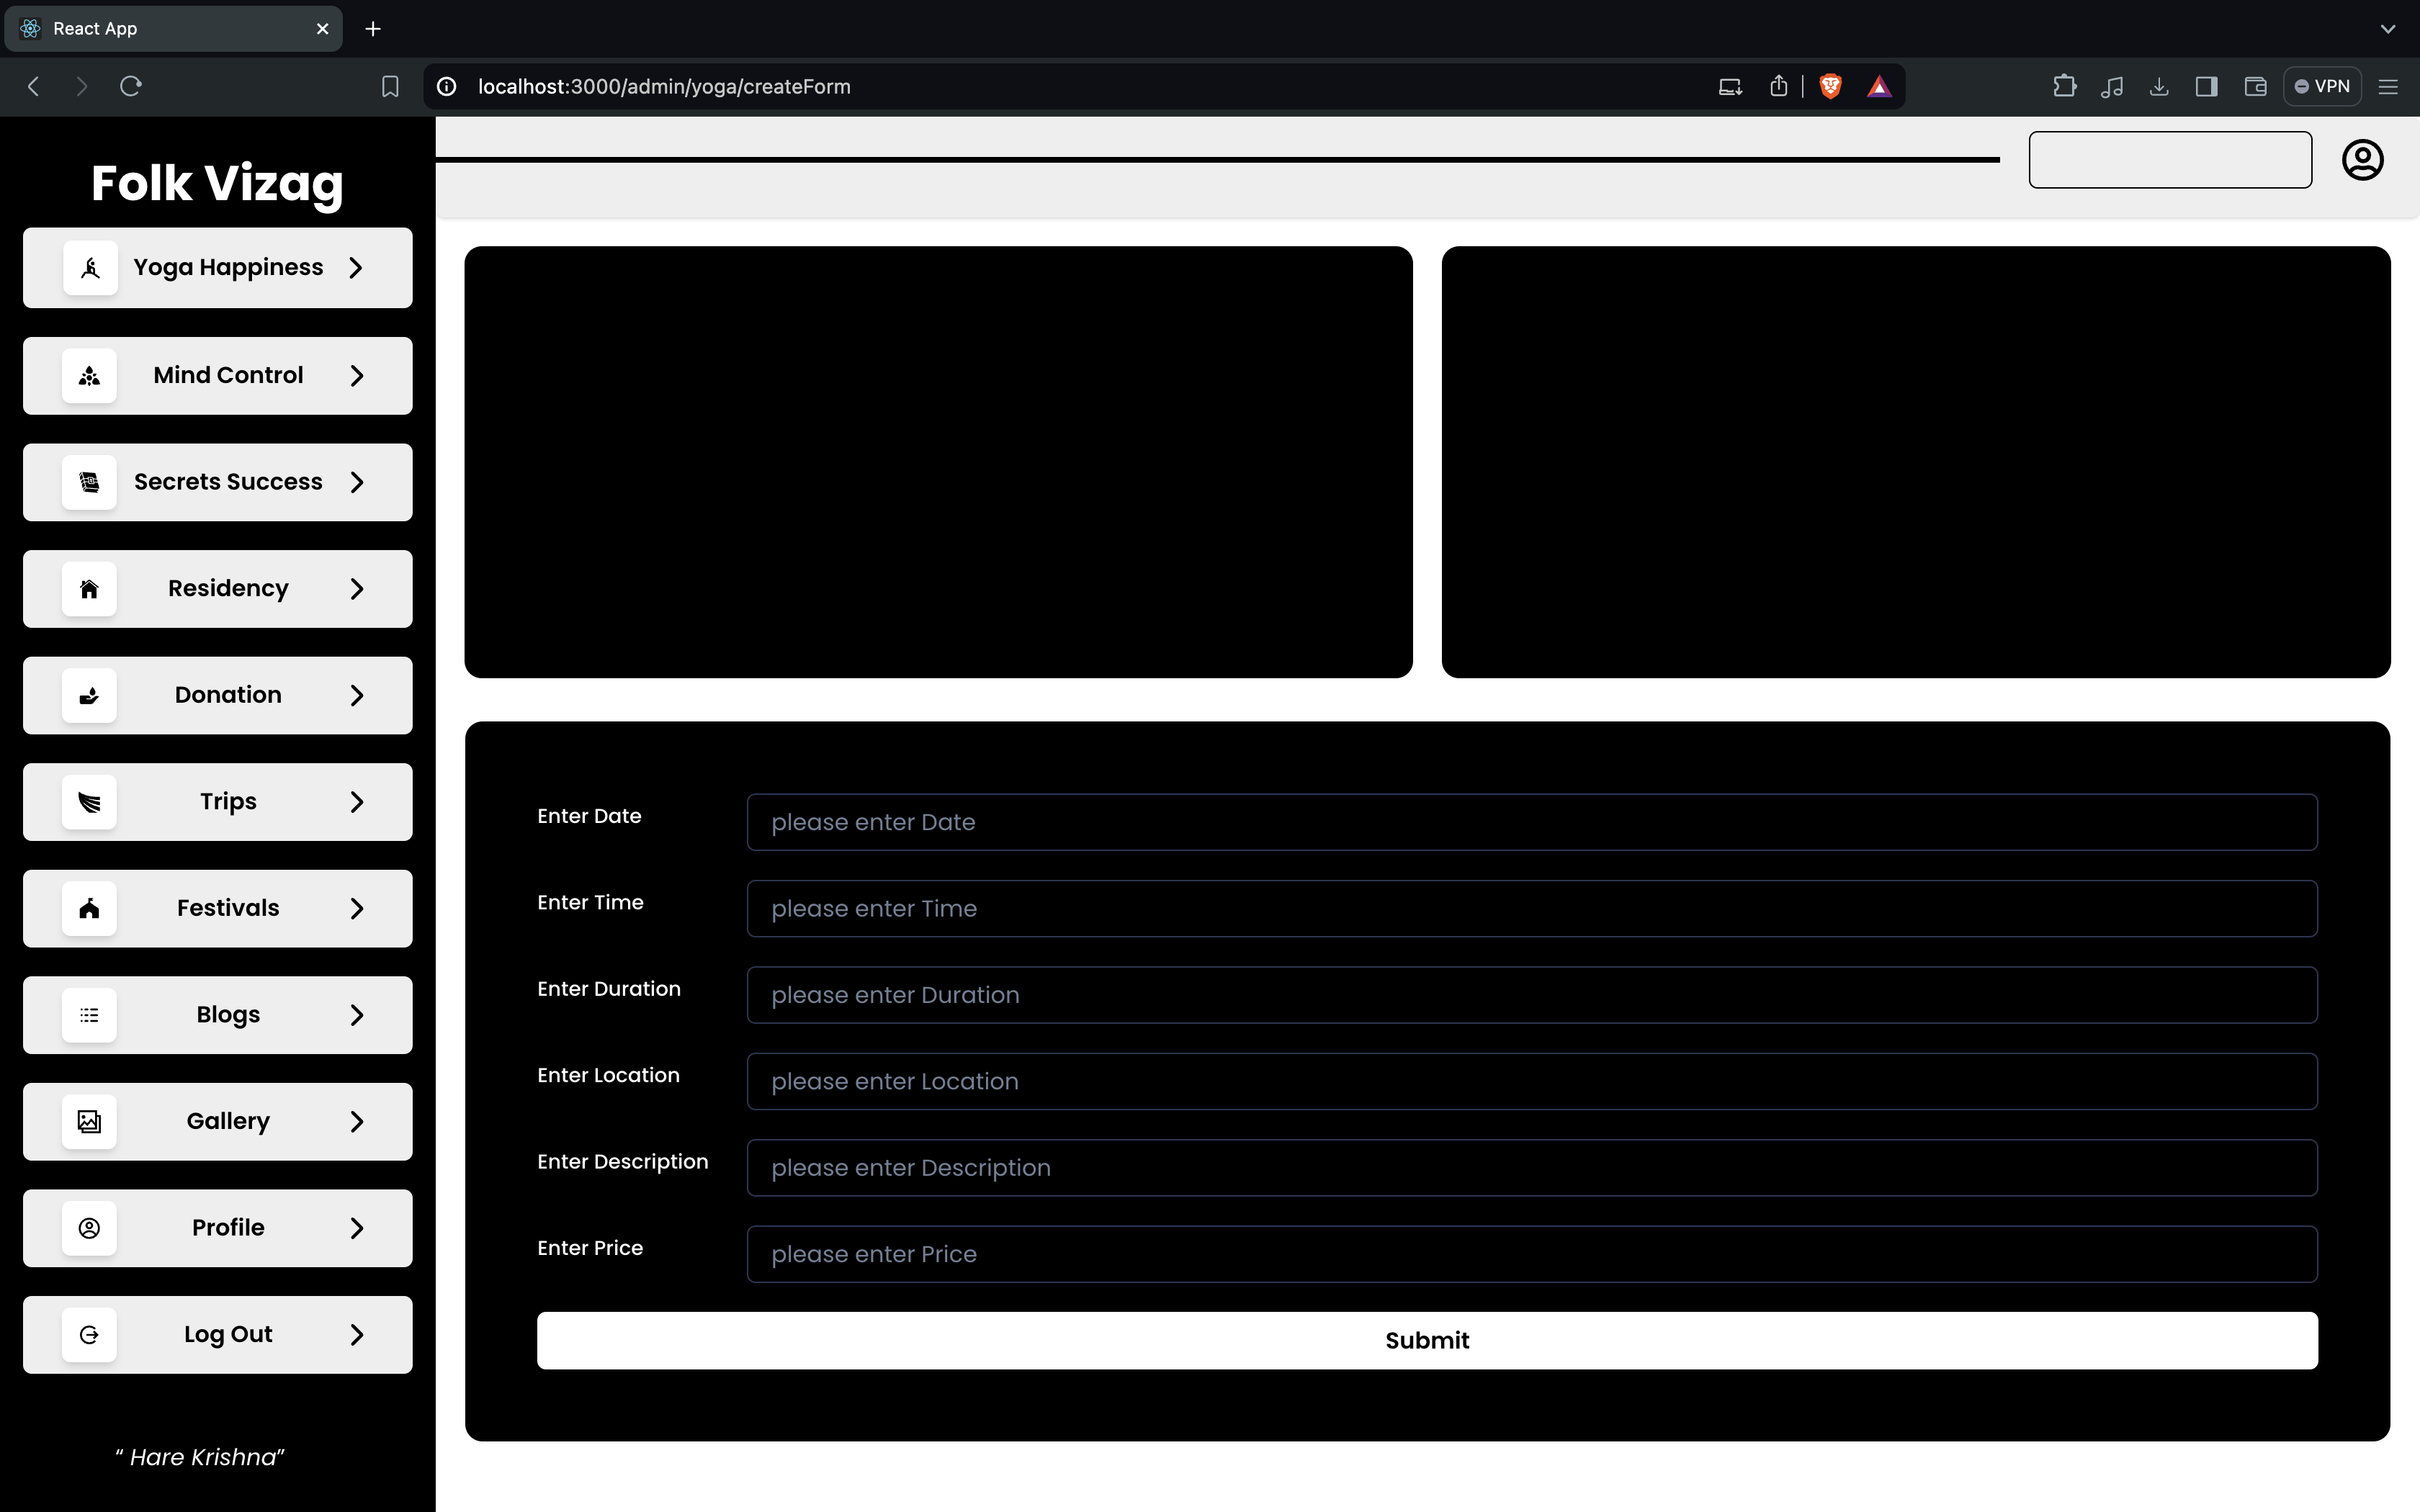 React App
localhost:3000/admin/yoga/createForm
VPN
Folk Vizag
Yoga Happiness
Mind Control
Secrets Success
Residency
Donation
Trips
Festivals
Blogs
Gallery
Profile
Log Out
“ Hare Krishna”
Enter Date
please enter Date
Enter Time
please enter Time
Enter Duration
please enter Duration
Enter Location
please enter Location
Enter Description
please enter Description
Enter Price
please enter Price
Submit